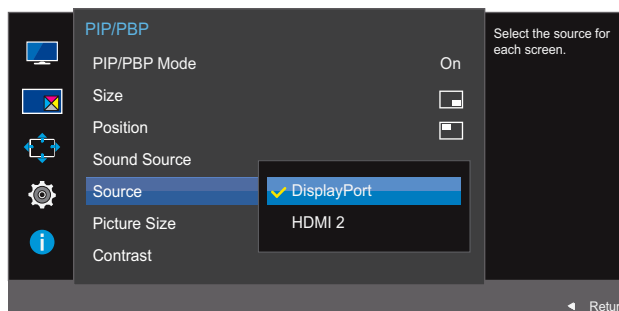 PIP/PBP
Select the source for
each screen.
PIP/PBP Mode On
Size
Position
Sound Source
Source
DisplayPort
Picture Size
HDMI 2
Contrast
Retur